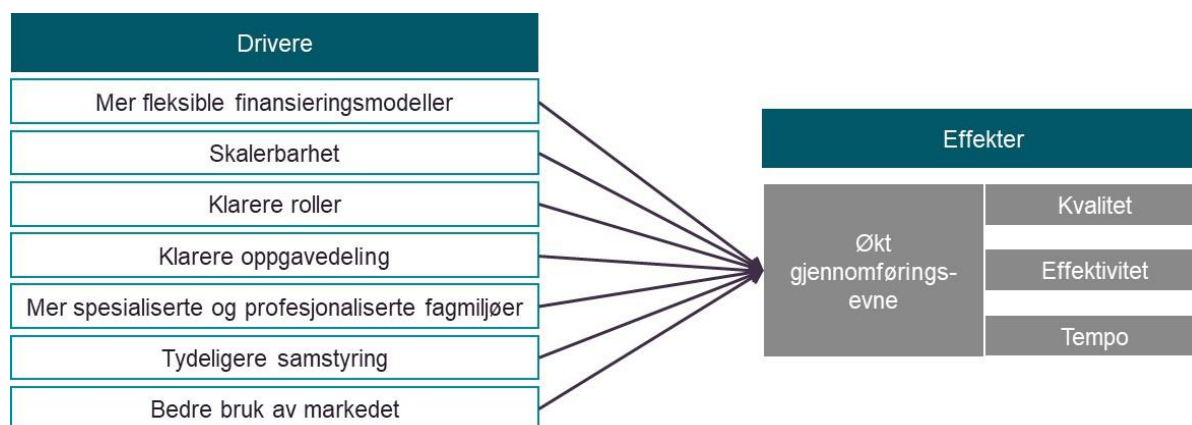 Drivere
Mer fleksible finansieringsmodeller
Skalerbarhet
Klarere roller
Klarere oppgavedeling
Mer spesialiserte og profesjonaliserte fagmiljøer
Tydeligere samstyring
Bedre bruk av markedet
Effekter
Økt
gjennomførings-
evne
Kvalitet
Effektivitet
Tempo